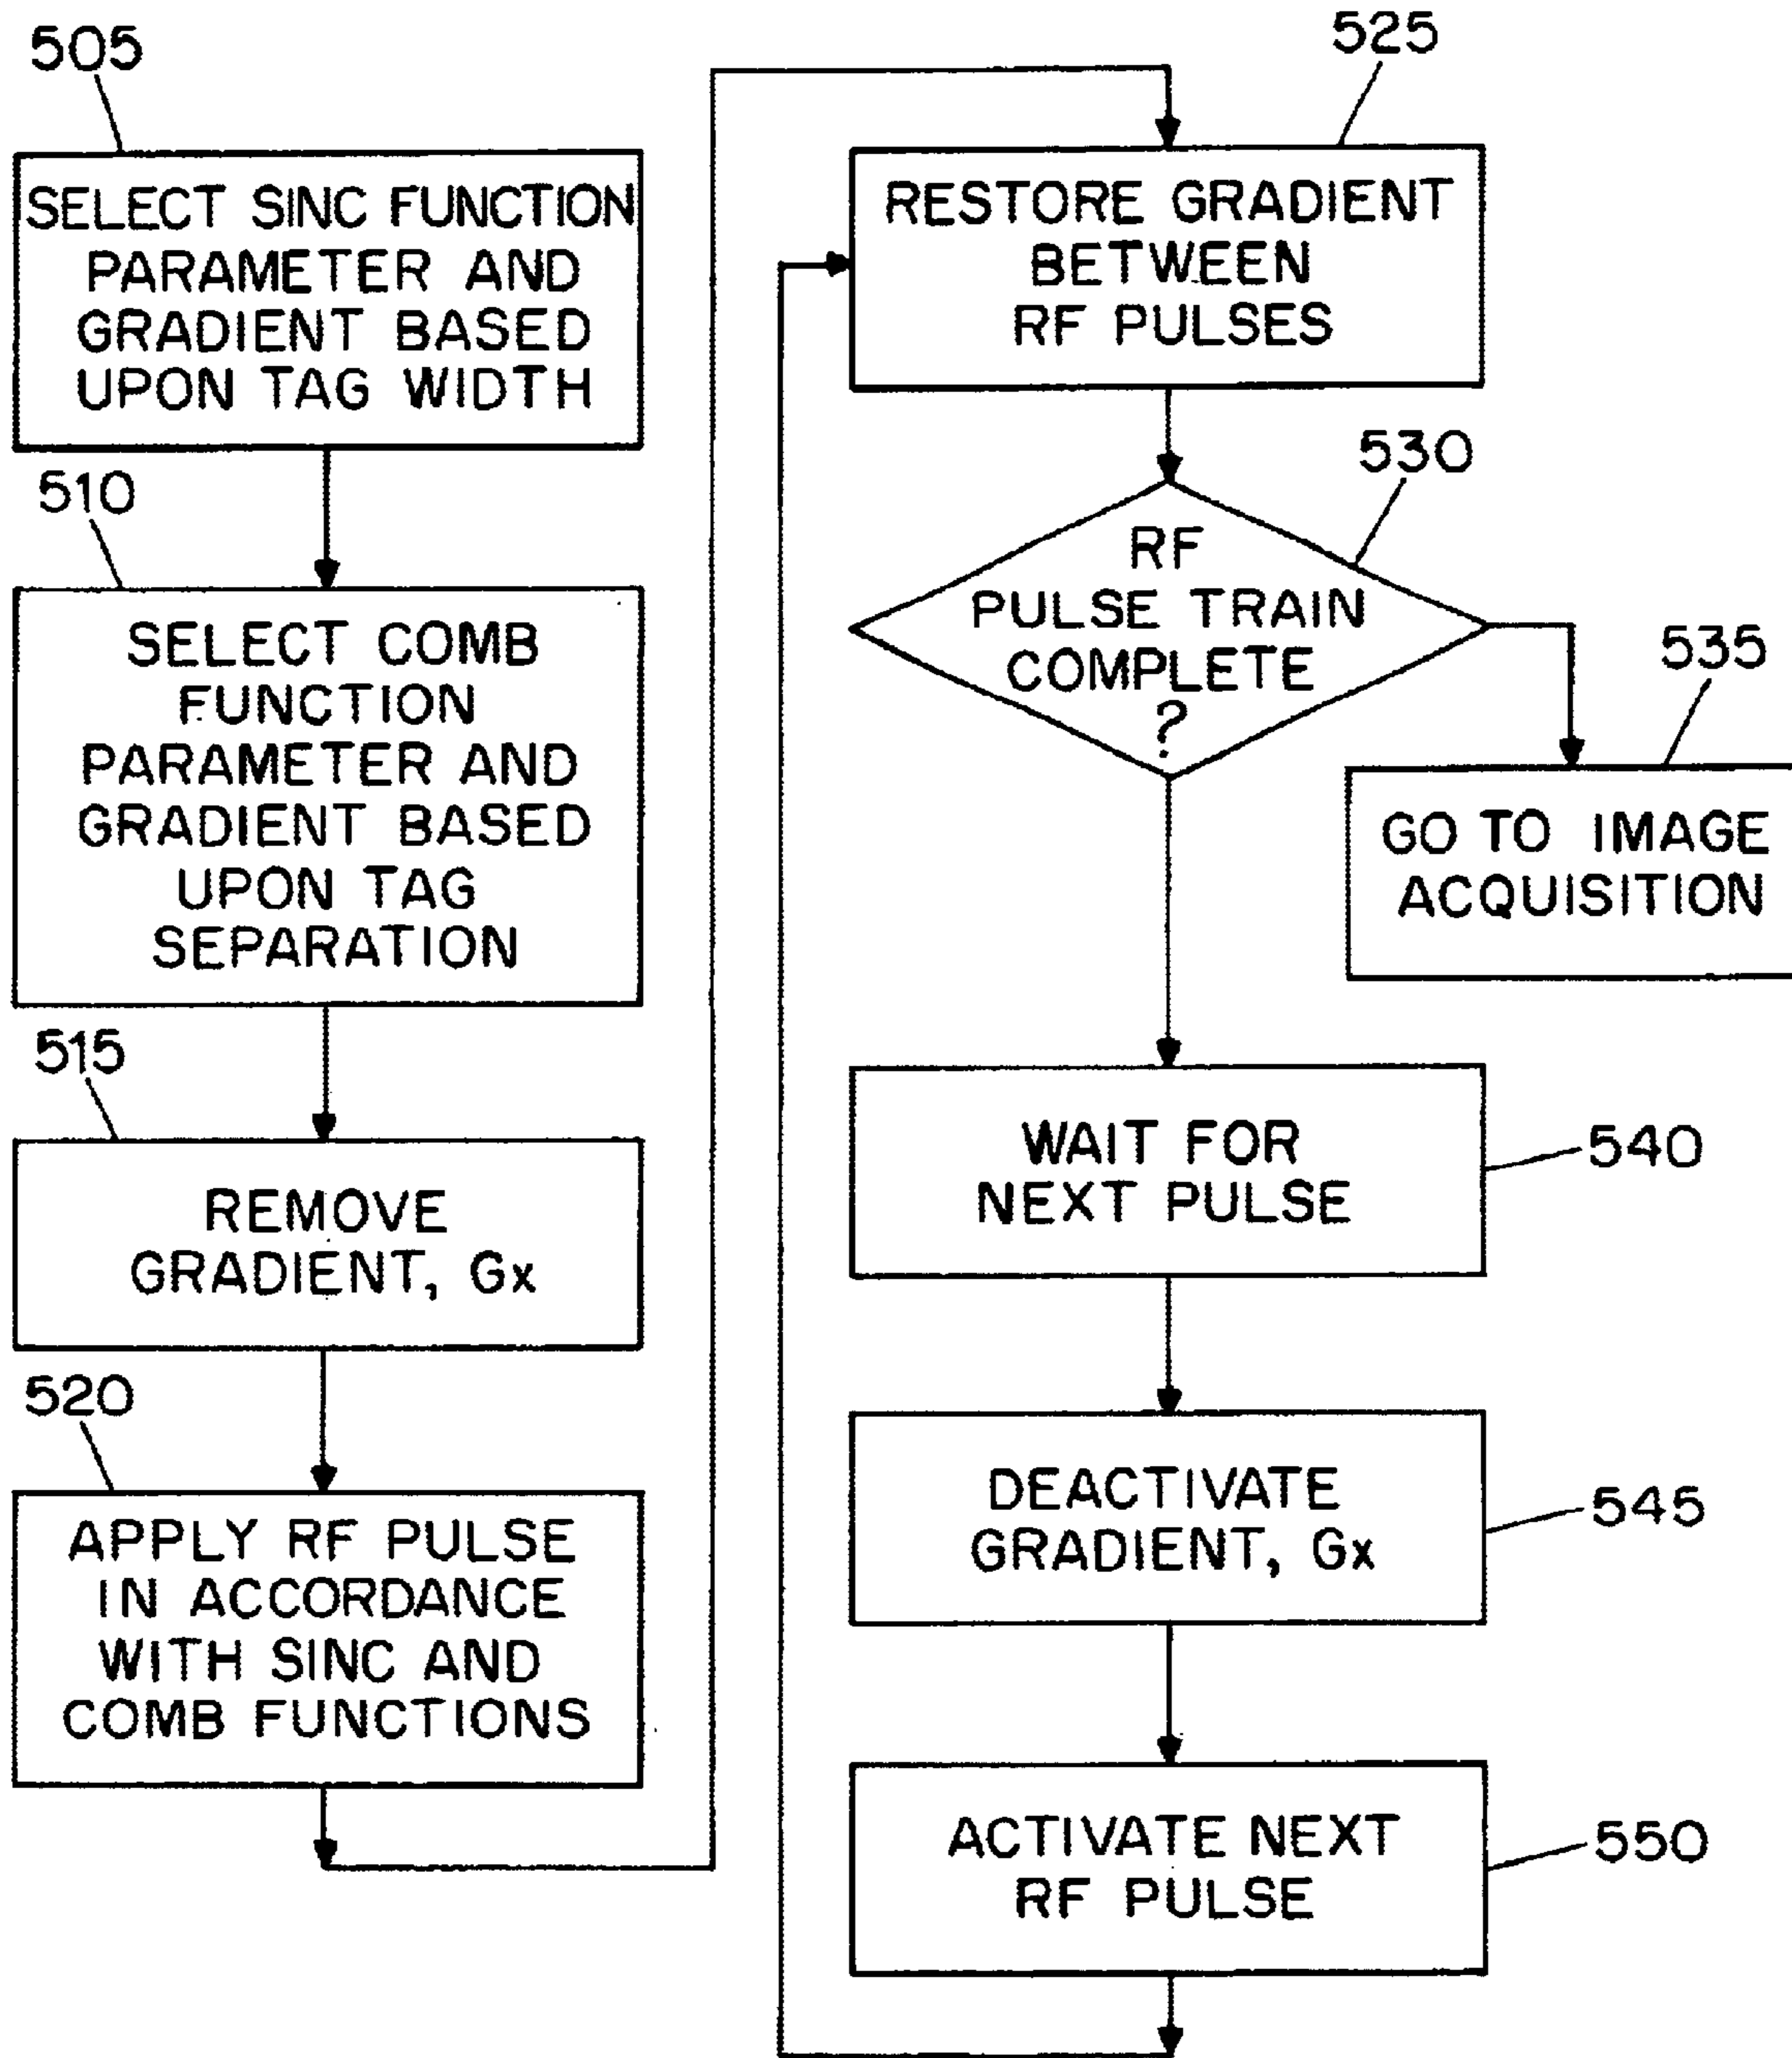 505
SELECT SINC FUNCTION
PARAMETER AND
GRADIENT BASED
UPON TAG WIDTH
510
SELECT COMB
FUNCTION
PARAMETER AND
GRADIENT BASED
UPON TAG
SEPARATION
515
REMOVE
GRADIENT, Gx
520
APPLY RF PULSE
IN ACCORDANCE
WITH SINC AND
COMB FUNCTIONS
525
RESTORE GRADIENT
BETWEEN
RF PULSES
530
RF
PULSE TRAIN
COMPLETE
?
535
GO TO IMAGE
ACQUISITION
WAIT FOR
NEXT PULSE
540
DEACTIVATE
GRADIENT, Gx
545
ACTIVATE NEXT
RF PULSE
550